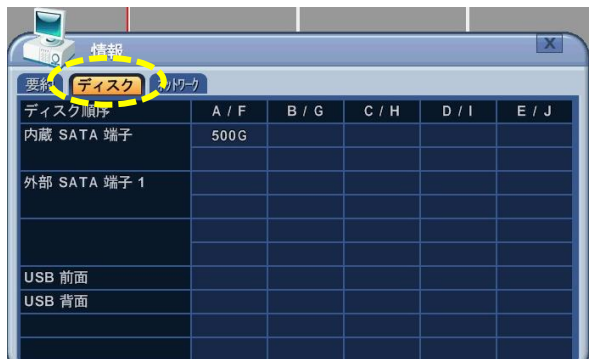 情報 X
要約 ディスク ネットワーク
ディスク順序 A / F B / G C / H D / I E / J
内蔵 SATA 端子 500G
外部 SATA 端子 1
USB 前面
USB 背面